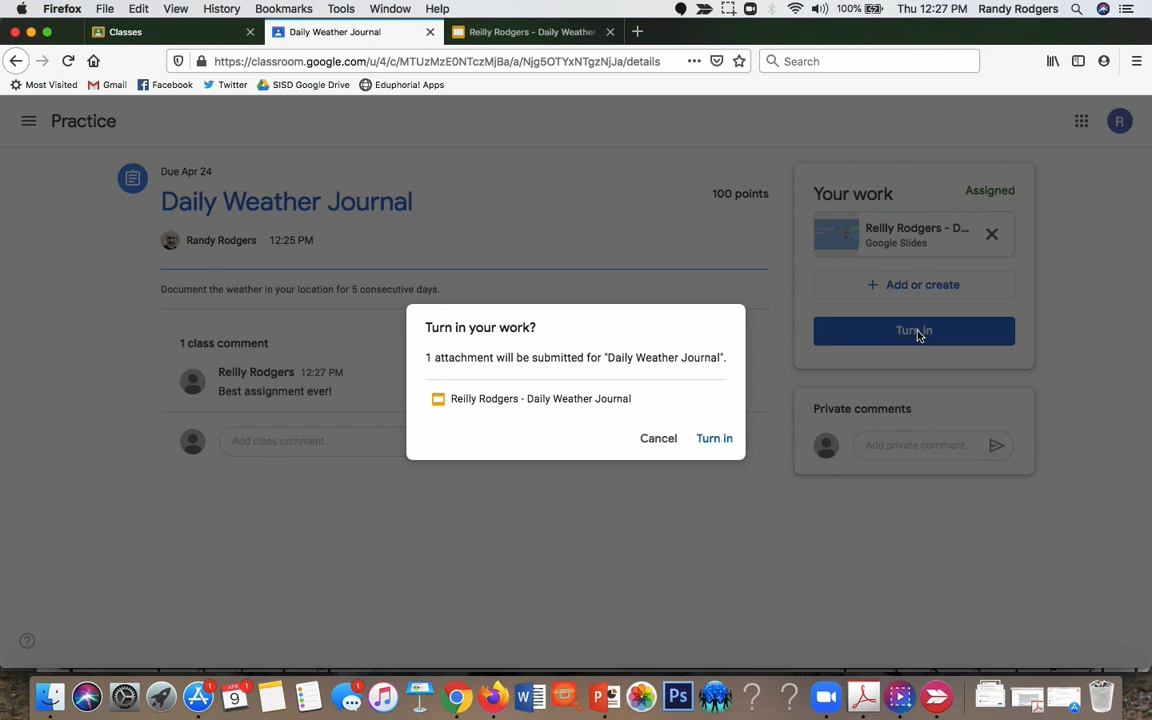 Firefox File Edit View History Bookmarks Tools Window Help 100% Thu 12:27 PM Randy Rodgers
Classes Daily Weather Journal Reilly Rodgers - Daily Weather
https://classroom.google.com/u/4/c/MTUzMzE0NTczMjBa/a/Njg5OTYxNTgzNjJa/details Search
Most Visited Gmail Facebook Twitter SISD Google Drive Eduphoria! Apps
Practice R
Due Apr 24
Daily Weather Journal
100 points
Randy Rodgers 12:25 PM
Document the weather in your location for 5 consecutive days.
1 class comment
Reilly Rodgers 12:27 PM
Best assignment ever!
Add class comment...
Your work Assigned
Reilly Rodgers - D...
Google Slides
+ Add or create
Turn in
Private comments
Add private comment...
Turn in your work?
1 attachment will be submitted for "Daily Weather Journal".
Reilly Rodgers - Daily Weather Journal
Cancel Turn in